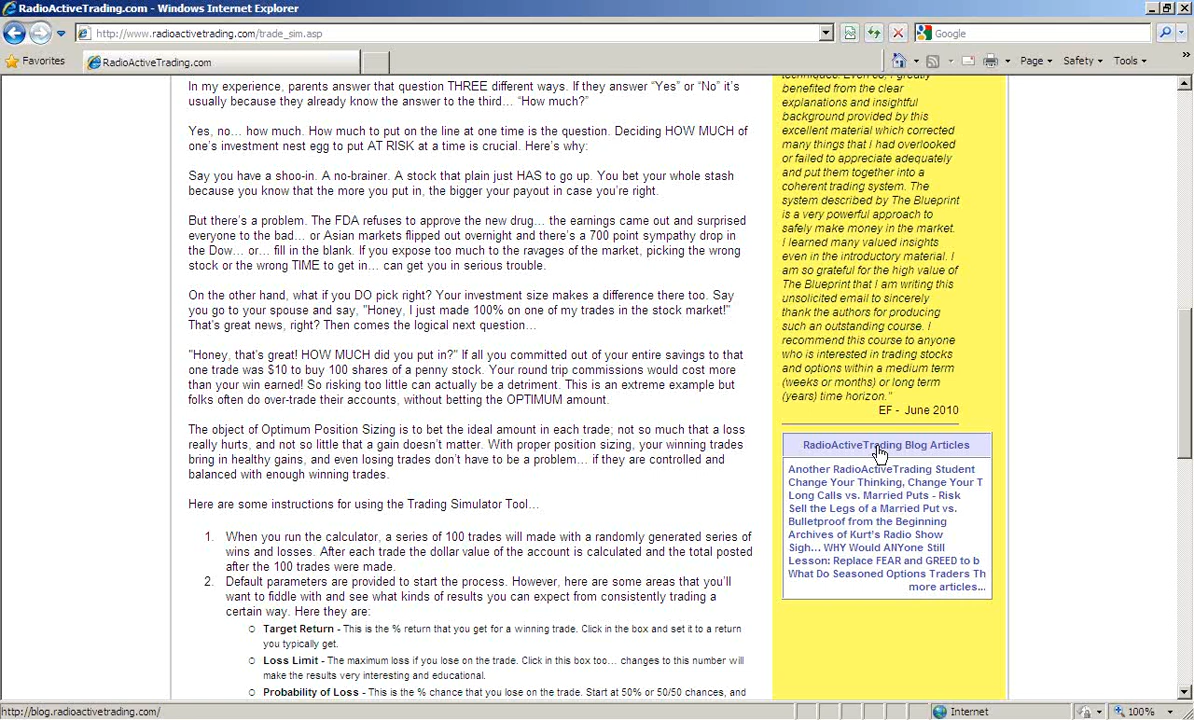 RadioActiveTrading.com - Windows Internet Explorer
http://www.radioactivetrading.com/trade_sim.asp
Google
Favorites
RadioActiveTrading.com
Page
Safety
Tools
In my experience, parents answer that question THREE different ways. If they answer “Yes” or “No” it’s
usually because they already know the answer to the third… “How much?”
Yes, no… how much. How much to put on the line at one time is the question. Deciding HOW MUCH of
one’s investment nest egg to put AT RISK at a time is crucial. Here’s why:
Say you have a shoo-in. A no-brainer. A stock that plain just HAS to go up. You bet your whole stash
because you know that the more you put in, the bigger your payout in case you’re right.
But there’s a problem. The FDA refuses to approve the new drug… the earnings came out and surprised
everyone to the bad… or Asian markets flipped out overnight and there’s a 700 point sympathy drop in
the Dow… or… fill in the blank. If you expose too much to the ravages of the market, picking the wrong
stock or the wrong TIME to get in… can get you in serious trouble.
On the other hand, what if you DO pick right? Your investment size makes a difference there too. Say
you go to your spouse and say, "Honey, I just made 100% on one of my trades in the stock market!"
That’s great news, right? Then comes the logical next question…
"Honey, that’s great! HOW MUCH did you put in?" If all you committed out of your entire savings to that
one trade was $10 to buy 100 shares of a penny stock. Your round trip commissions would cost more
than your win earned! So risking too little can actually be a detriment. This is an extreme example but
folks often do over-trade their accounts, without betting the OPTIMUM amount.
The object of Optimum Position Sizing is to bet the ideal amount in each trade; not so much that a loss
really hurts, and not so little that a gain doesn’t matter. With proper position sizing, your winning trades
bring in healthy gains, and even losing trades don’t have to be a problem… if they are controlled and
balanced with enough winning trades.
Here are some instructions for using the Trading Simulator Tool…
1. When you run the calculator, a series of 100 trades will made with a randomly generated series of
wins and losses. After each trade the dollar value of the account is calculated and the total posted
after the 100 trades were made.
2. Default parameters are provided to start the process. However, here are some areas that you’ll
want to fiddle with and see what kinds of results you can expect from consistently trading a
certain way. Here they are:
Target Return - This is the % return that you get for a winning trade. Click in the box and set it to a return
you typically get.
Loss Limit - The maximum loss if you lose on the trade. Click in this box too… changes to this number will
make the results very interesting and educational.
Probability of Loss - This is the % chance that you lose on the trade. Start at 50% or 50/50 chances, and
techniques. Even so, I greatly
benefited from the clear
explanations and insightful
background provided by this
excellent material which corrected
many things that I had overlooked
or failed to appreciate adequately
and put them together into a
coherent trading system. The
system described by The Blueprint
is a very powerful approach to
safely make money in the market.
I learned many valued insights
even in the introductory material. I
am so grateful for the high value of
The Blueprint that I am writing this
unsolicited email to sincerely
thank the authors for producing
such an outstanding course. I
recommend this course to anyone
who is interested in trading stocks
and options within a medium term
(weeks or months) or long term
(years) time horizon."
EF - June 2010
RadioActiveTrading Blog Articles
Another RadioActiveTrading Student
Change Your Thinking, Change Your T
Long Calls vs. Married Puts - Risk
Sell the Legs of a Married Put vs.
Bulletproof from the Beginning
Archives of Kurt's Radio Show
Sigh... WHY Would ANYone Still
Lesson: Replace FEAR and GREED to b
What Do Seasoned Options Traders Th
more articles...
http://blog.radioactivetrading.com/
Internet
100%